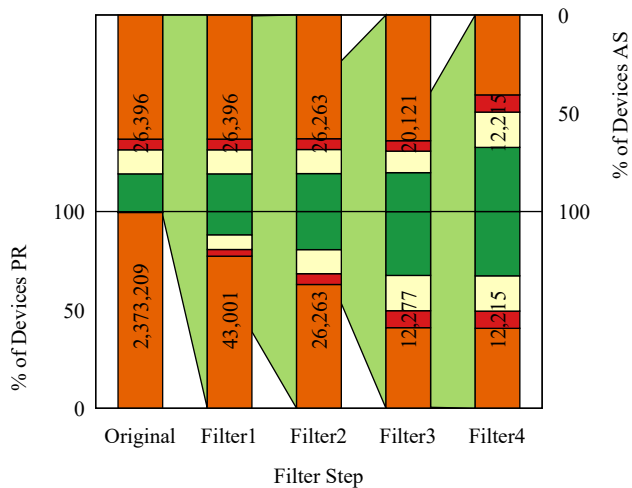 0
50
100
% of Devices AS
26,396
26,396
26,263
20,121
12,215
100
50
0
% of Devices PR
2,373,209
43,001
26,263
12,277
12,215
Original
Filter1
Filter2
Filter3
Filter4
Filter Step